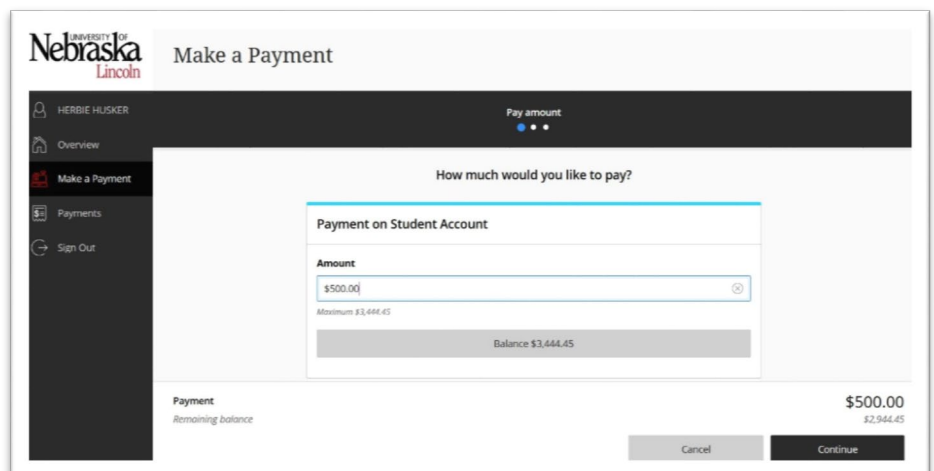 UNIVERSITY OF
Nebraska
Lincoln
Make a Payment
HERBIE HUSKER
Overview
Make a Payment
Payments
Sign Out
Pay amount
How much would you like to pay?
Payment on Student Account
Amount
$500.00
Maximum $3,444.45
Balance $3,444.45
Payment
$500.00
Remaining balance
$2,944.45
Cancel
Continue